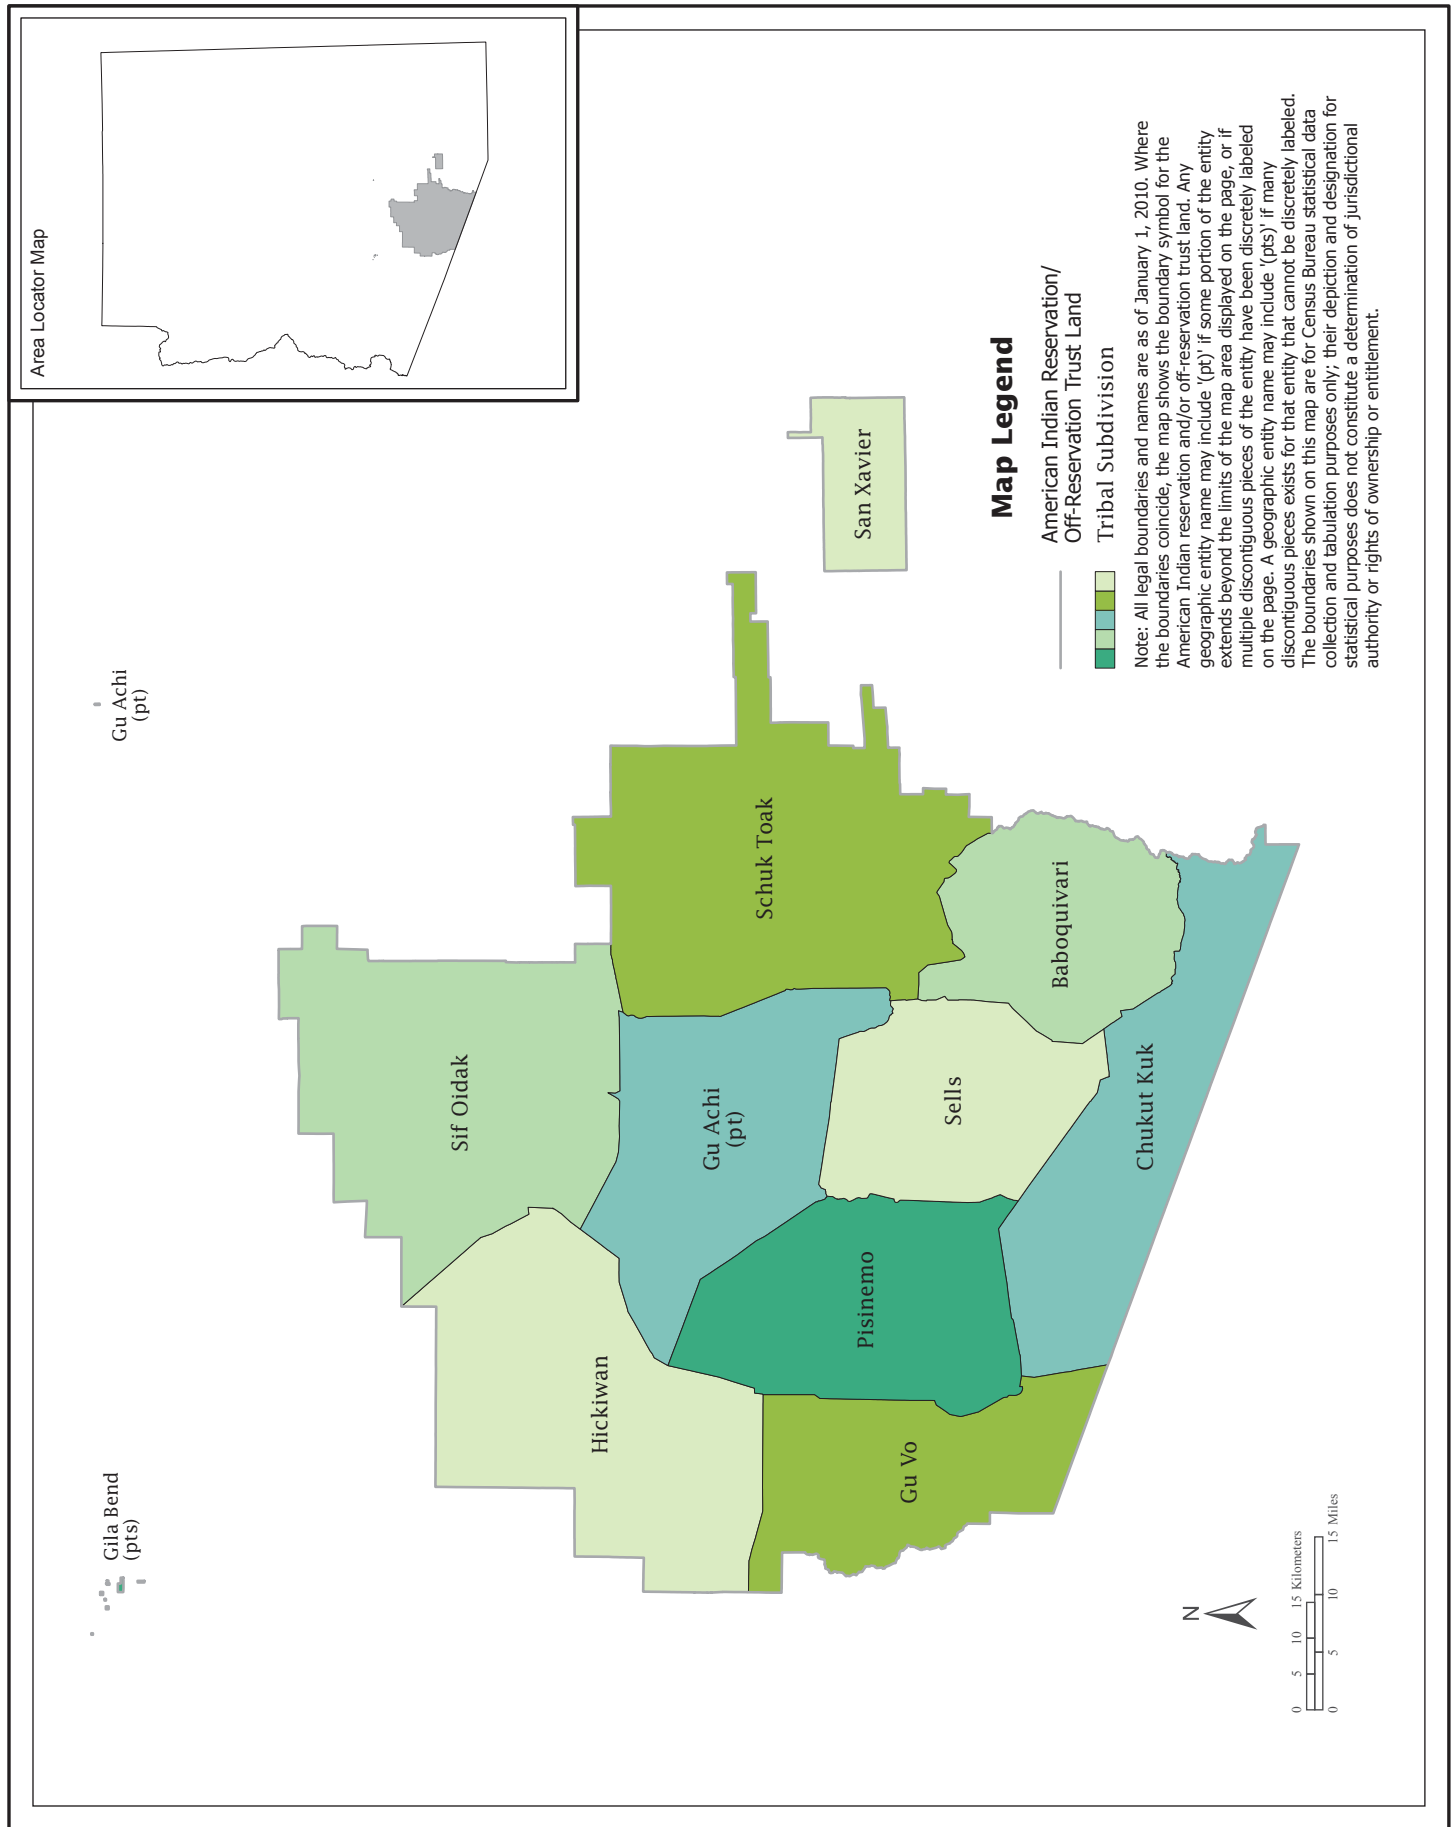 Area Locator Map
Gila Bend
(pts)
Gu Achi
(pt)
Sif Oidak
Hickiwan
Gu Achi
(pt)
Schuk Toak
San Xavier
Pisinemo
Gu Vo
Sells
Baboquivari
Chukut Kuk
Map Legend
American Indian Reservation/
Off-Reservation Trust Land
Tribal Subdivision
Note: All legal boundaries and names are as of January 1, 2010. Where
the boundaries coincide, the map shows the boundary symbol for the
American Indian reservation and/or off-reservation trust land. Any
geographic entity name may include '(pt)' if some portion of the entity
extends beyond the limits of the map area displayed on the page, or if
multiple discontiguous pieces of the entity have been discretely labeled
on the page. A geographic entity name may include '(pts)' if many
discontiguous pieces exists for that entity that cannot be discretely labeled.
The boundaries shown on this map are for Census Bureau statistical data
collection and tabulation purposes only; their depiction and designation for
statistical purposes does not constitute a determination of jurisdictional
authority or rights of ownership or entitlement.
N
0 5 10 15 Kilometers
0 5 10 15 Miles